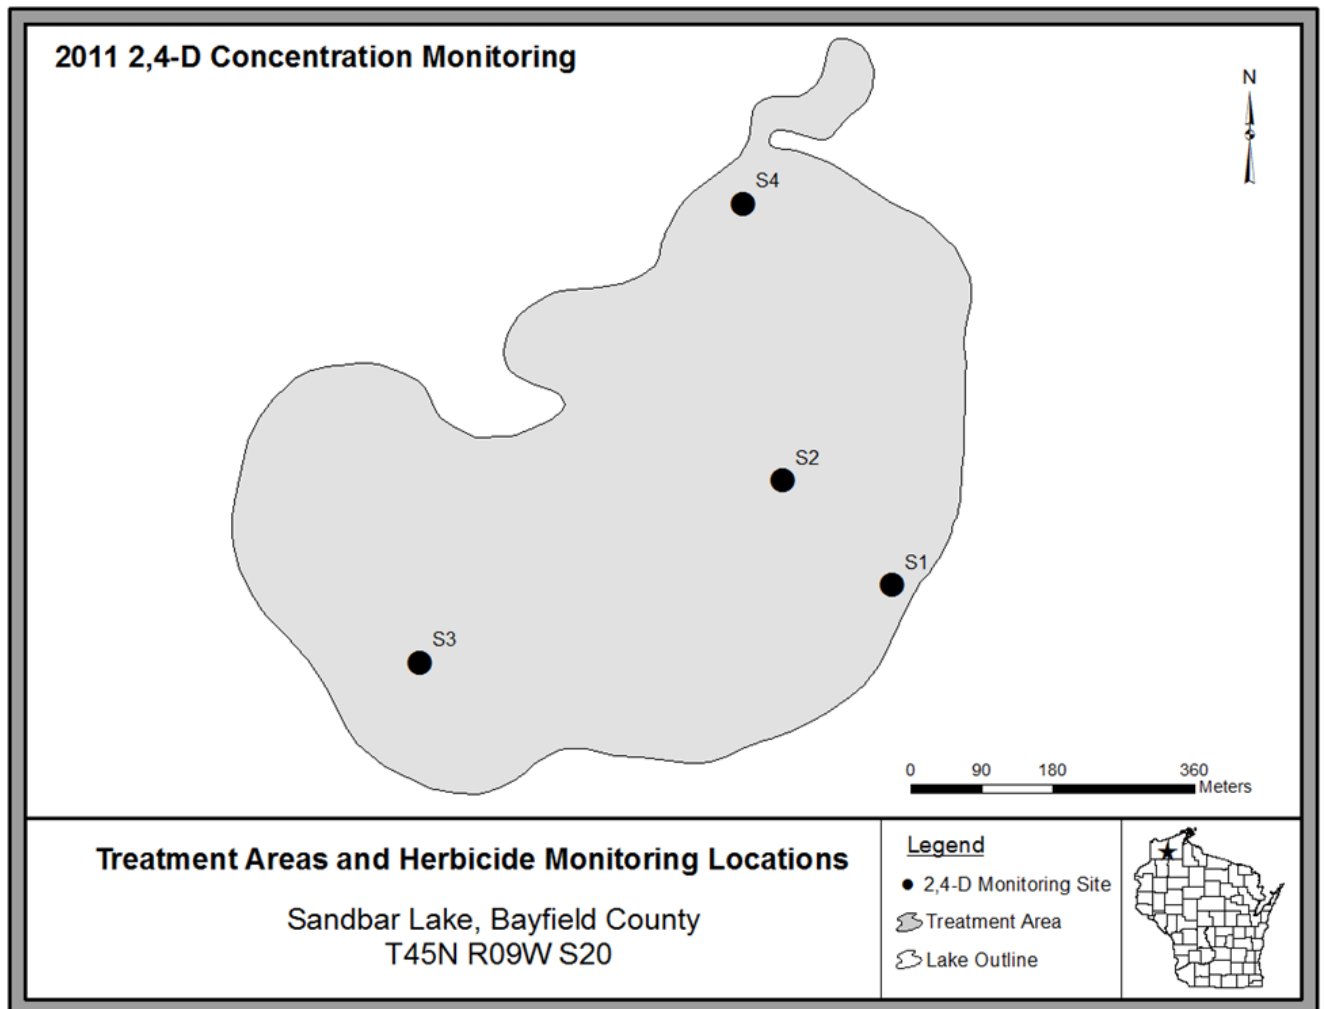 2011 2,4-D Concentration Monitoring
N
S4
S2
S1
S3
0 90 180 360
Meters
Treatment Areas and Herbicide Monitoring Locations
Sandbar Lake, Bayfield County
T45N R09W S20
Legend
2,4-D Monitoring Site
Treatment Area
Lake Outline